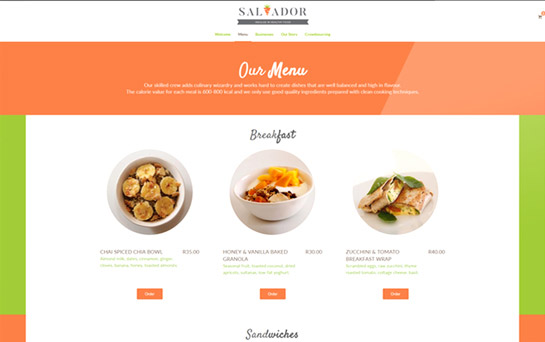 SALVADOR
Welcome Menu Businesses Our Story Crowdsourcing
Our Menu
Our skilled crew adds culinary wizardry and works hard to create dishes that are well balanced and high in flavour.
The calorie value for each meal is 600-800 kcal and we only use good quality ingredients prepared with clean cooking techniques.
Breakfast
CHAI SPICED CHIA BOWL R35.00
Almond milk, cinnamon, ginger
cloves, banana, honey, toasted almonds.
Order
HONEY & VANILLA BAKED GRANOLA R30.00
Seasonal fruit, toasted coconut, dried
apricots, sultanas, low fat yoghurt
Order
ZUCCHINI & TOMATO BREAKFAST WRAP R40.00
Scrambled eggs, zucchini, thyme
roasted tomato, cottage cheese, basil
Order
Sandwiches